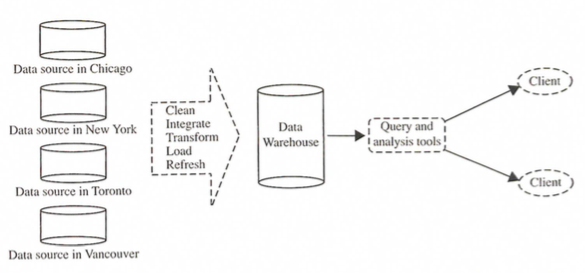 Data source in Chicago
Data source in New York
Data source in Toronto
Data source in Vancouver
Clean
Integrate
Transform
Load
Refresh
Data
Warehouse
Query and
analysis tools
Client
Client